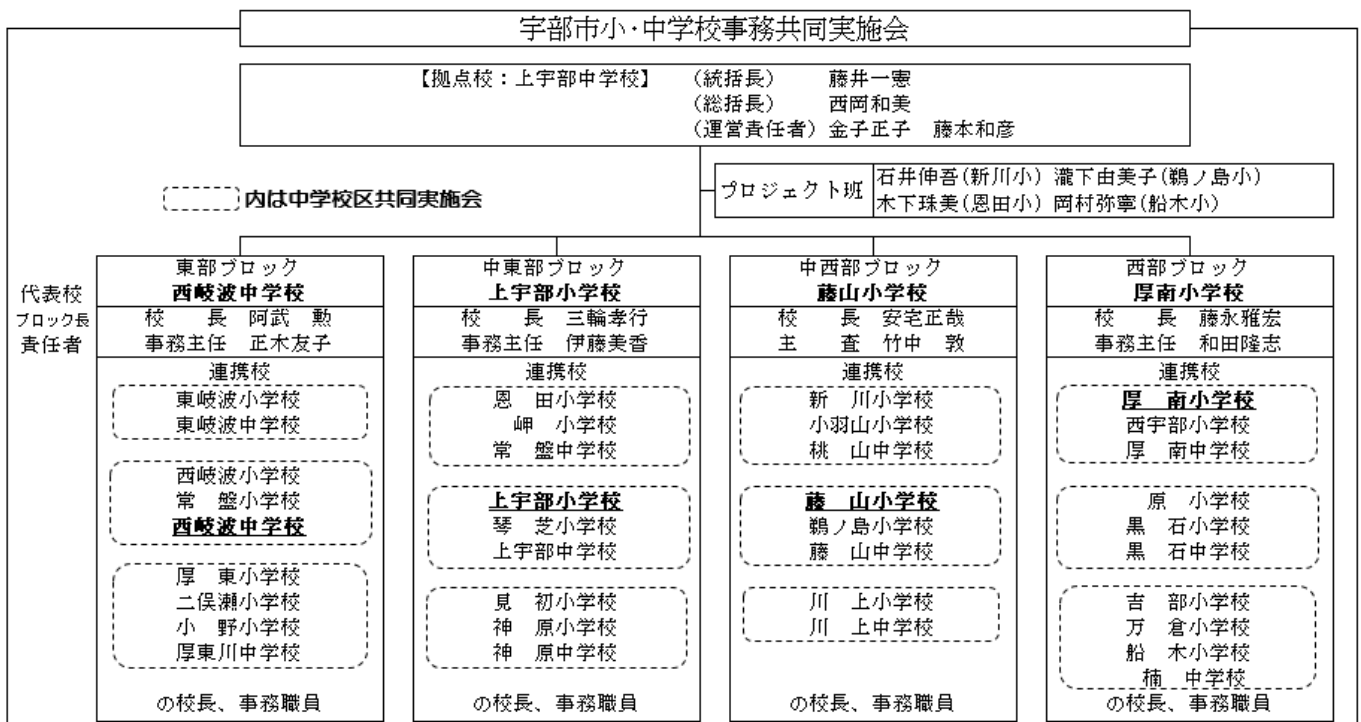 宇部市小・中学校事務共同実施会
【拠点校：上宇部中学校】 (統括長) 藤井一憲
(総括長) 西岡和美
(運営責任者) 金子正子 藤本和彦
プロジェクト班
石井伸吾(新川小) 瀧下由美子(鵜ノ島小)
木下珠美(恩田小) 岡村弥寧(船木小)
内は中学校区共同実施会
代表校
ブロック長
責任者
東部ブロック
西岐波中学校
校 長 阿武 勲
事務主任 正木友子
連携校
東岐波小学校
東岐波中学校
西岐波小学校
常 盤小学校
西岐波中学校
厚 東小学校
二俣瀬小学校
小 野小学校
厚東川中学校
の校長、事務職員
中東部ブロック
上宇部小学校
校 長 三輪孝行
事務主任 伊藤美香
連携校
恩 田小学校
岬 小学校
常 盤中学校
上宇部小学校
琴 芝小学校
上宇部中学校
見 初小学校
神 原小学校
神 原中学校
の校長、事務職員
中西部ブロック
藤山小学校
校 長 安宅正哉
主 査 竹中 敦
連携校
新 川小学校
小羽山小学校
桃 山中学校
藤 山小学校
鵜ノ島小学校
藤 山中学校
川 上小学校
川 上中学校
の校長、事務職員
西部ブロック
厚南小学校
校 長 藤永雅宏
事務主任 和田隆志
連携校
厚 南小学校
西宇部小学校
厚 南中学校
原 小学校
黒 石小学校
黒 石中学校
吉 部小学校
万 倉小学校
船 木小学校
楠 中学校
の校長、事務職員